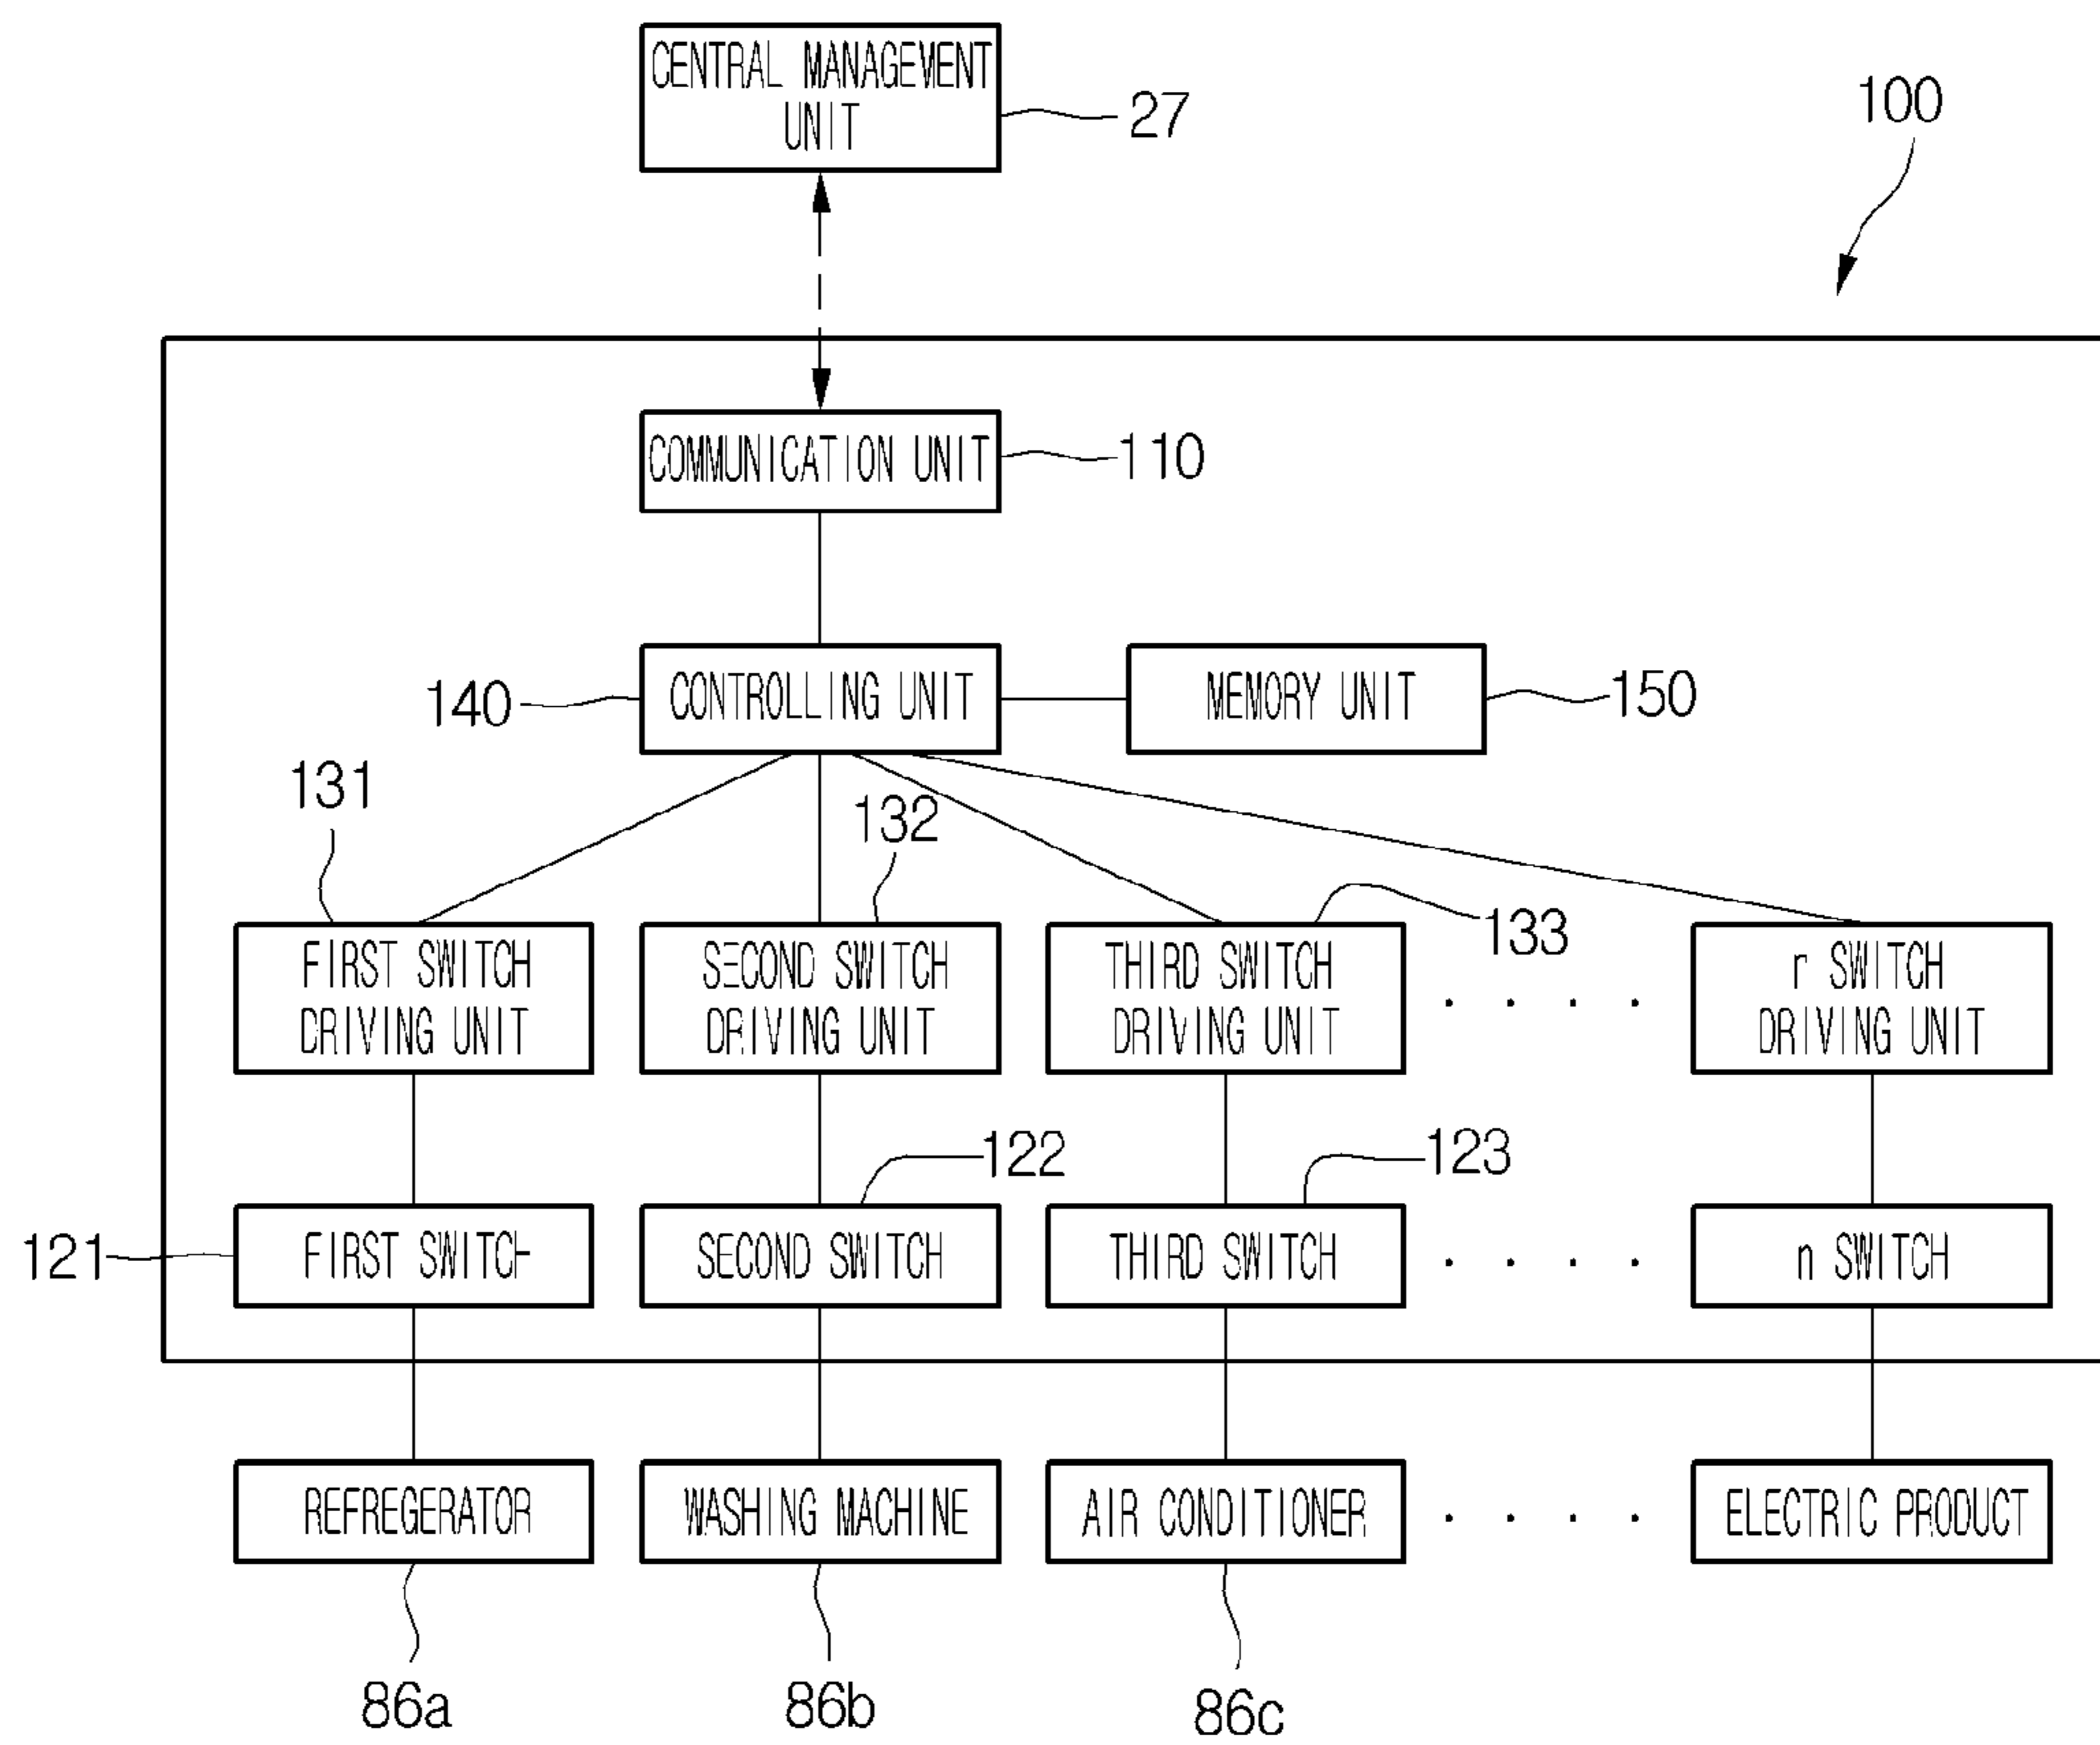 CENTRAL MANAGEMENT
UNIT
27
100
COMMUNICATION UNIT
110
140
CONTROLLING UNIT
MEMORY UNIT
150
131
132
133
FIRST SWITCH
DRIVING UNIT
SECOND SWITCH
DRIVING UNIT
THIRD SWITCH
DRIVING UNIT
. . . .
r SWITCH
DRIVING UNIT
122
123
121
FIRST SWITCH
SECOND SWITCH
THIRD SWITCH
. . . .
n SWITCH
REFREGERATOR
WASHING MACHINE
AIR CONDITIONER
. . . .
ELECTRIC PRODUCT
86a
86b
86c